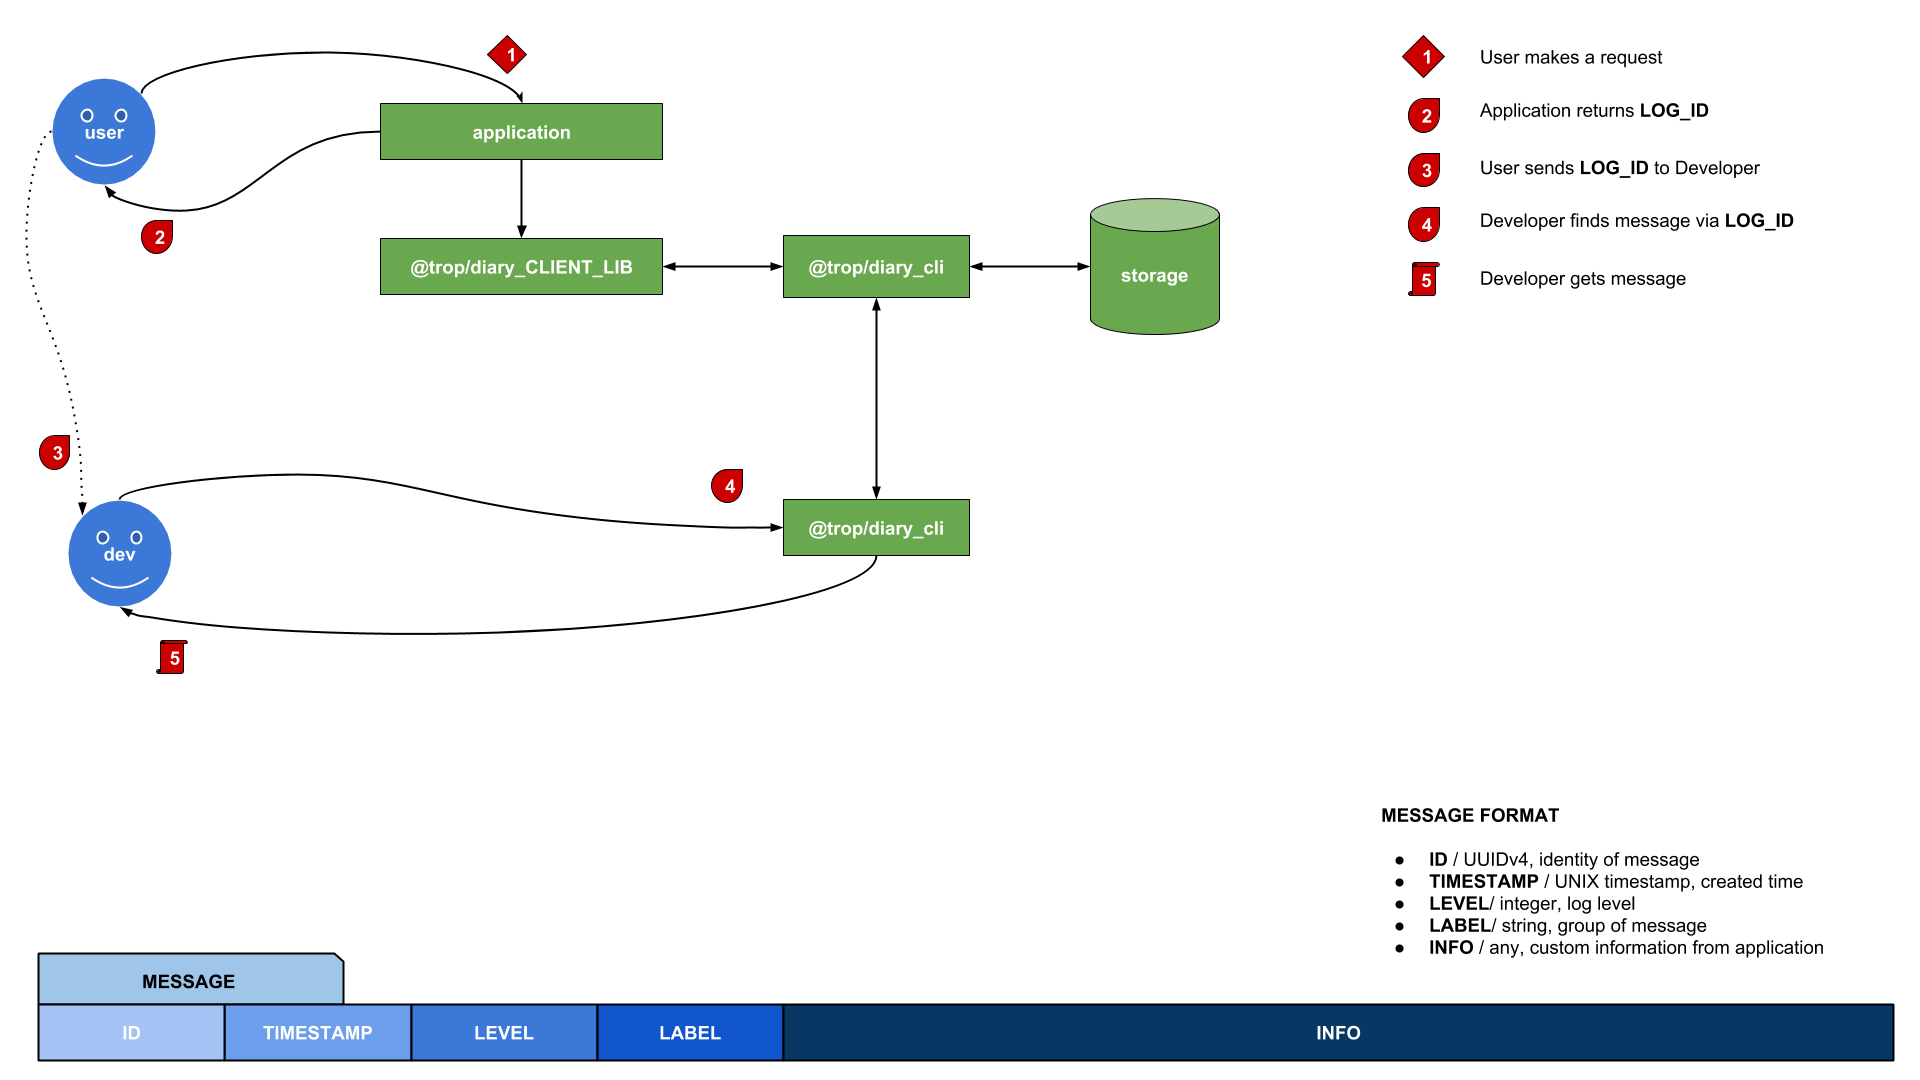 1
user
application
2
@trop/diary_CLIENT_LIB
@trop/diary_cli
storage
3
4
dev
@trop/diary_cli
5
1 User makes a request
2 Application returns LOG_ID
3 User sends LOG_ID to Developer
4 Developer finds message via LOG_ID
5 Developer gets message
MESSAGE FORMAT
● ID / UUIDv4, identity of message
● TIMESTAMP / UNIX timestamp, created time
● LEVEL/ integer, log level
● LABEL/ string, group of message
● INFO / any, custom information from application
MESSAGE
ID TIMESTAMP LEVEL LABEL INFO